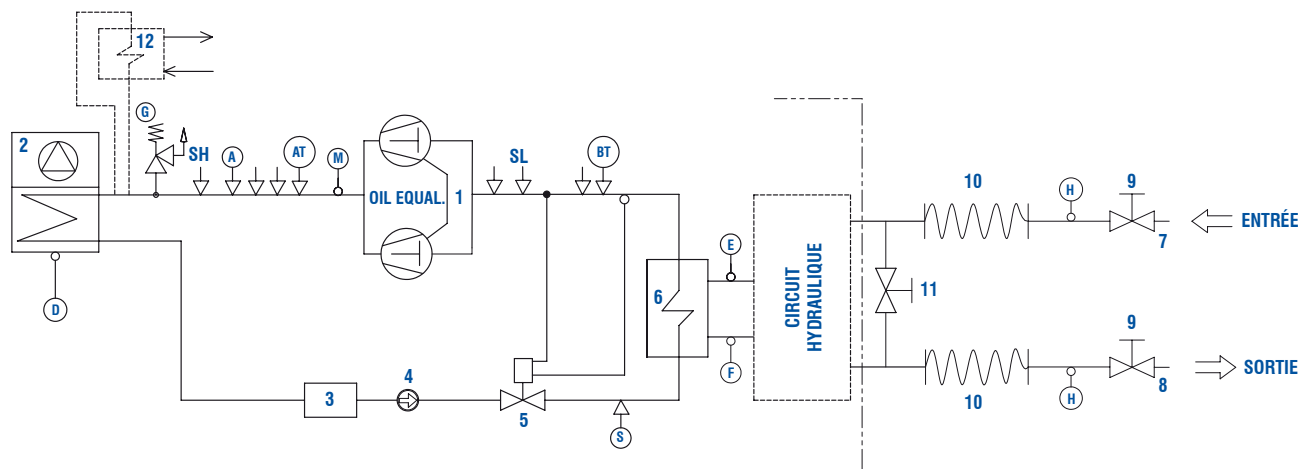 12
G
2
SH
A
AT
M
OIL EQUAL.
1
SL
BT
D
3
4
5
S
6
E
F
CIRCUIT
HYDRAULIQUE
11
10
H
9
7
ENTRÉE
10
H
9
8
SORTIE